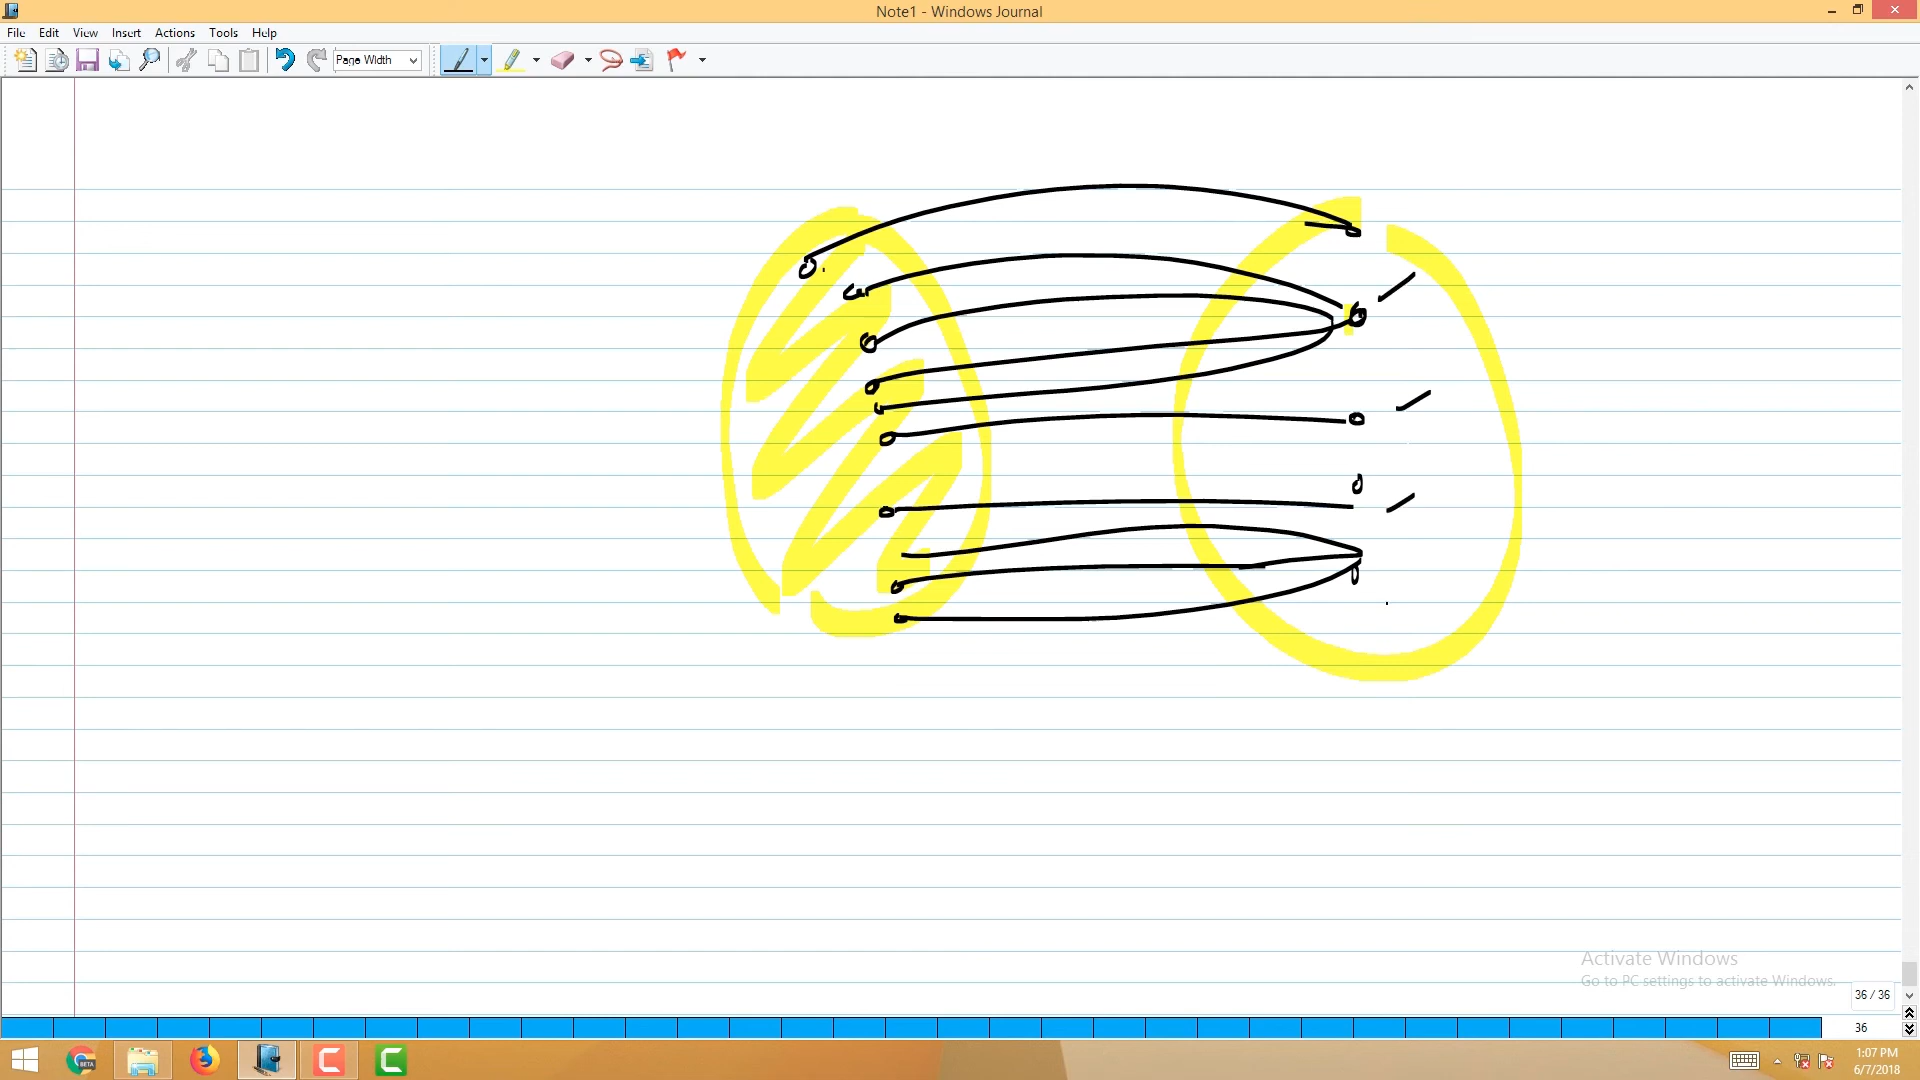 Note1 - Windows Journal
File Edit View Insert Actions Tools Help
Page Width
Activate Windows
Go to PC settings to activate Windows.
36 / 36
36
BETA
1:07 PM
6/7/2018